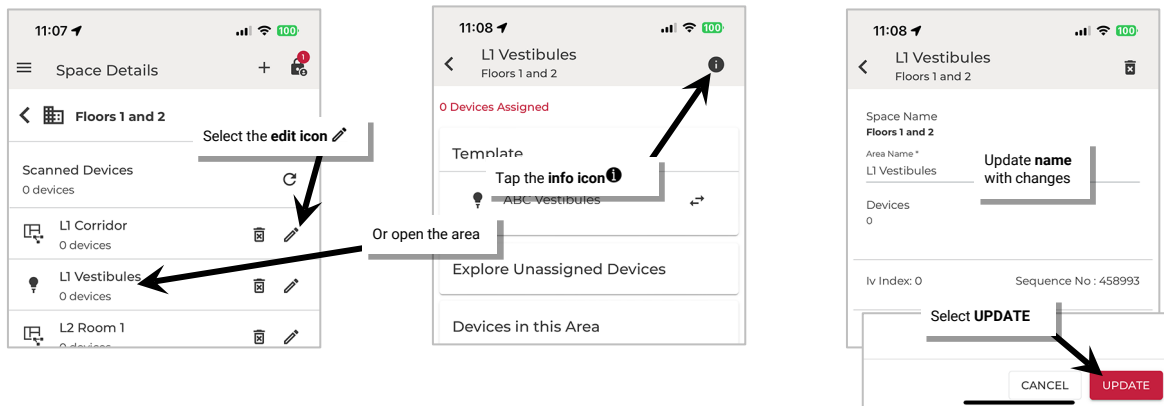 11:07
100
Space Details
1
Floors 1 and 2
Select the edit icon
Scanned Devices
0 devices
L1 Corridor
0 devices
Or open the area
L1 Vestibules
0 devices
L2 Room 1
0 devices
11:08
100
L1 Vestibules
Floors 1 and 2
0 Devices Assigned
Template
Tap the info icon
ABC Vestibules
Explore Unassigned Devices
Devices in this Area
11:08
100
L1 Vestibules
Floors 1 and 2
Space Name
Floors 1 and 2
Area Name *
L1 Vestibules
Update name
with changes
Devices
0
Iv Index: 0
Sequence No : 458993
Select UPDATE
CANCEL
UPDATE